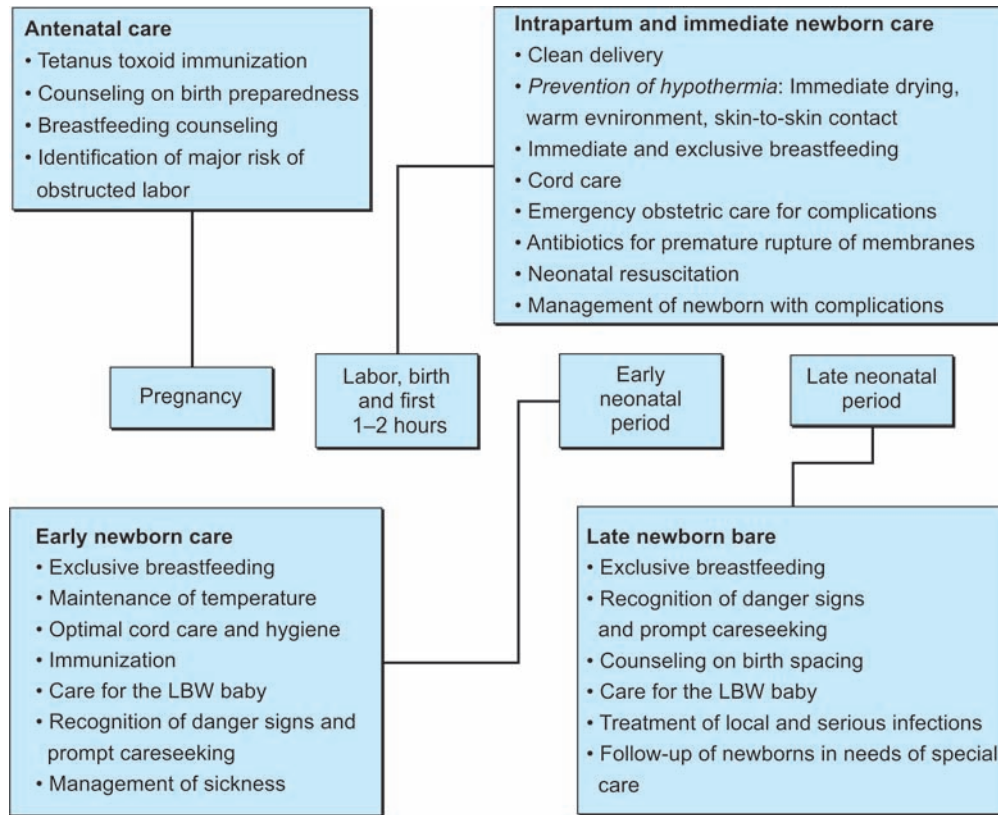 Antenatal care
• Tetanus toxoid immunization
• Counseling on birth preparedness
• Breastfeeding counseling
• Identification of major risk of
obstructed labor
Intrapartum and immediate newborn care
• Clean delivery
• Prevention of hypothermia: Immediate drying,
warm evnironment, skin-to-skin contact
• Immediate and exclusive breastfeeding
• Cord care
• Emergency obstetric care for complications
• Antibiotics for premature rupture of membranes
• Neonatal resuscitation
• Management of newborn with complications
Pregnancy
Labor, birth
and first
1–2 hours
Early
neonatal
period
Late neonatal
period
Early newborn care
• Exclusive breastfeeding
• Maintenance of temperature
• Optimal cord care and hygiene
• Immunization
• Care for the LBW baby
• Recognition of danger signs and
prompt careseeking
• Management of sickness
Late newborn bare
• Exclusive breastfeeding
• Recognition of danger signs
and prompt careseeking
• Counseling on birth spacing
• Care for the LBW baby
• Treatment of local and serious infections
• Follow-up of newborns in needs of special
care